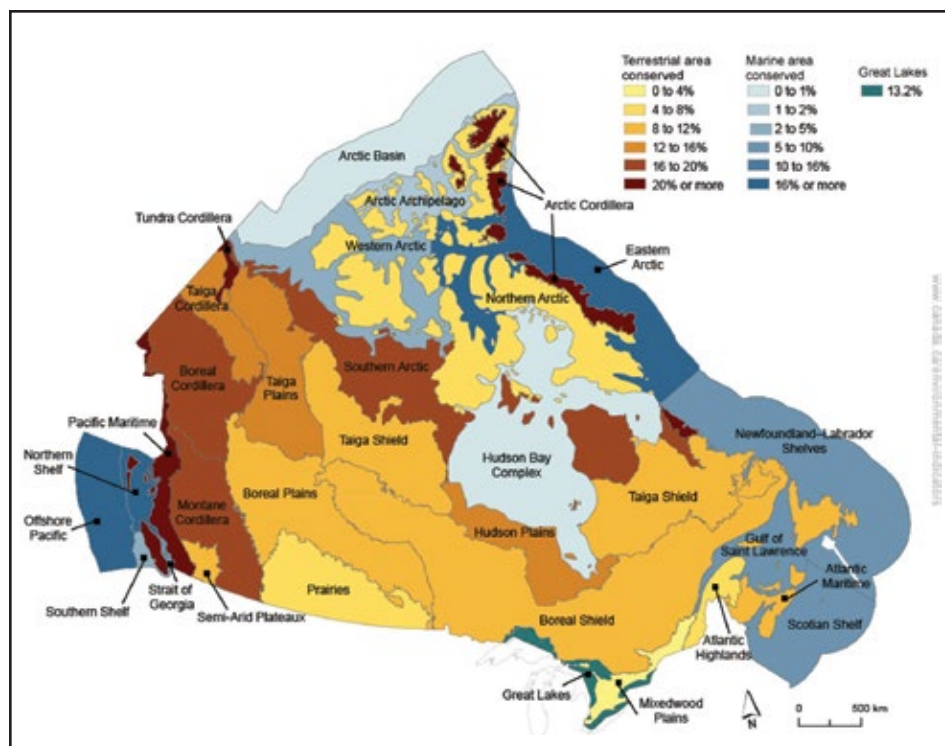 Terrestrial area
conserved
0 to 4%
4 to 8%
8 to 12%
12 to 16%
16 to 20%
20% or more
Marine area
conserved
0 to 1%
1 to 2%
2 to 5%
5 to 10%
10 to 16%
16% or more
Great Lakes
13.2%
Arctic Basin
Arctic Archipelago
Arctic Cordillera
Tundra Cordillera
Western Arctic
Eastern
Arctic
Taiga
Cordillera
Northern Arctic
Boreal
Cordillera
Taiga
Plains
Southern Arctic
Pacific Maritime
Northern
Shelf
Taiga Shield
Hudson Bay
Complex
Newfoundland–Labrador
Shelves
Offshore
Pacific
Montane
Cordillera
Boreal Plains
Taiga Shield
Hudson Plains
Gulf of
Saint Lawrence
Prairies
Strait of
Georgia
Southern Shelf
Semi-Arid Plateaux
Boreal Shield
Atlantic
Maritime
Scotian Shelf
Atlantic
Highlands
Great Lakes
Mixedwood
Plains
N
0
500 km